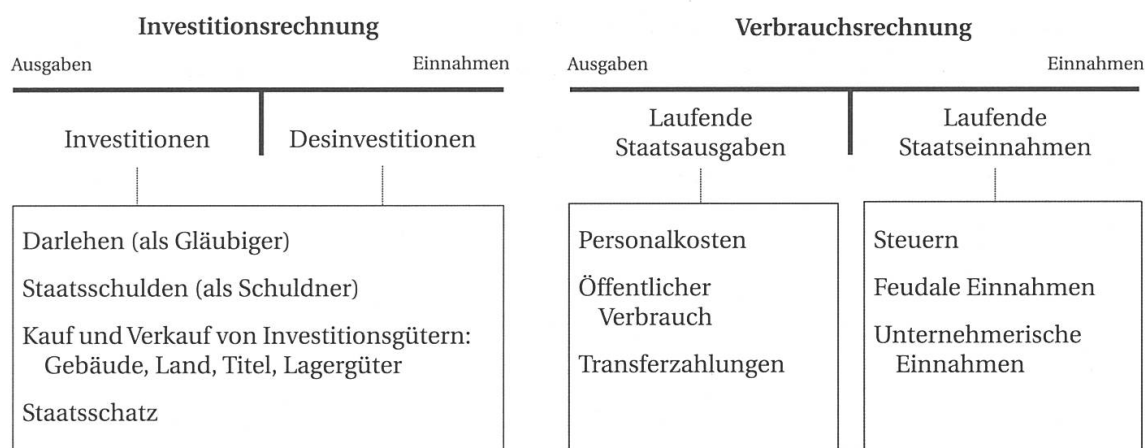 Investitionsrechnung
Ausgaben
Einnahmen
Investitionen
Desinvestitionen
Darlehen (als Gläubiger)
Staatsschulden (als Schuldner)
Kauf und Verkauf von Investitionsgütern:
Gebäude, Land, Titel, Lagergüter
Staatsschatz
Verbrauchsrechnung
Ausgaben
Einnahmen
Laufende
Staatsausgaben
Laufende
Staatseinnahmen
Personalkosten
Öffentlicher
Verbrauch
Transferzahlungen
Steuern
Feudale Einnahmen
Unternehmerische
Einnahmen